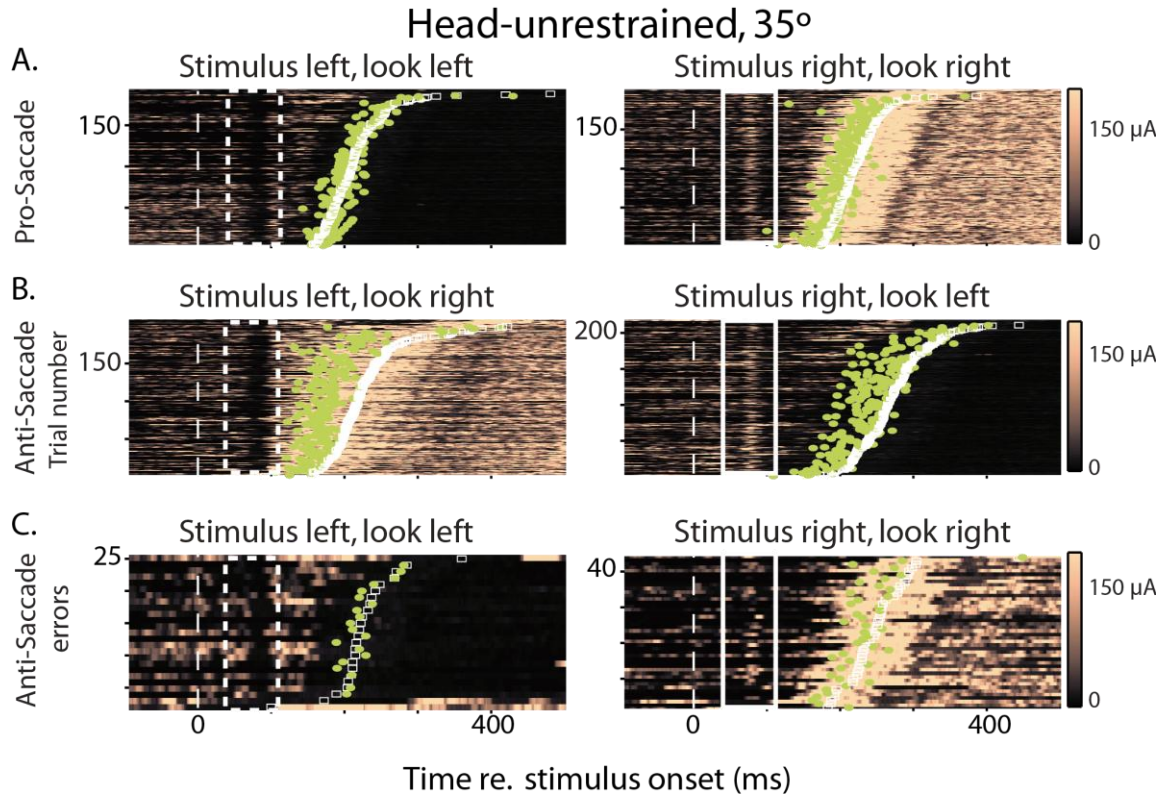 Head-unrestrained, 35º
A.
Stimulus left, look left
Stimulus right, look right
Pro-Saccade
150
150
150 µA
0
B.
Stimulus left, look right
Stimulus right, look left
Anti-Saccade
Trial number
150
200
150 µA
0
C.
Stimulus left, look left
Stimulus right, look right
Anti-Saccade
errors
25
40
150 µA
0
0
400
0
400
Time re. stimulus onset (ms)